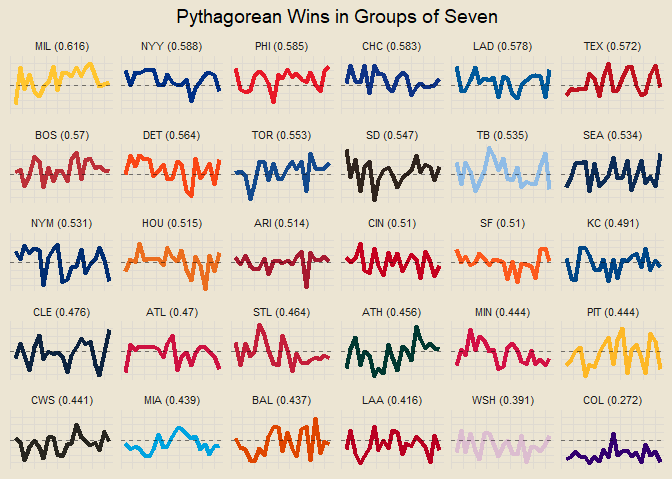 Pythagorean Wins in Groups of Seven
MIL (0.616) NYY (0.588) PHI (0.585) CHC (0.583) LAD (0.578) TEX (0.572)
BOS (0.57) DET (0.564) TOR (0.553) SD (0.547) TB (0.535) SEA (0.534)
NYM (0.531) HOU (0.515) ARI (0.514) CIN (0.51) SF (0.51) KC (0.491)
CLE (0.476) ATL (0.47) STL (0.464) ATH (0.456) MIN (0.444) PIT (0.444)
CWS (0.441) MIA (0.439) BAL (0.437) LAA (0.416) WSH (0.391) COL (0.272)